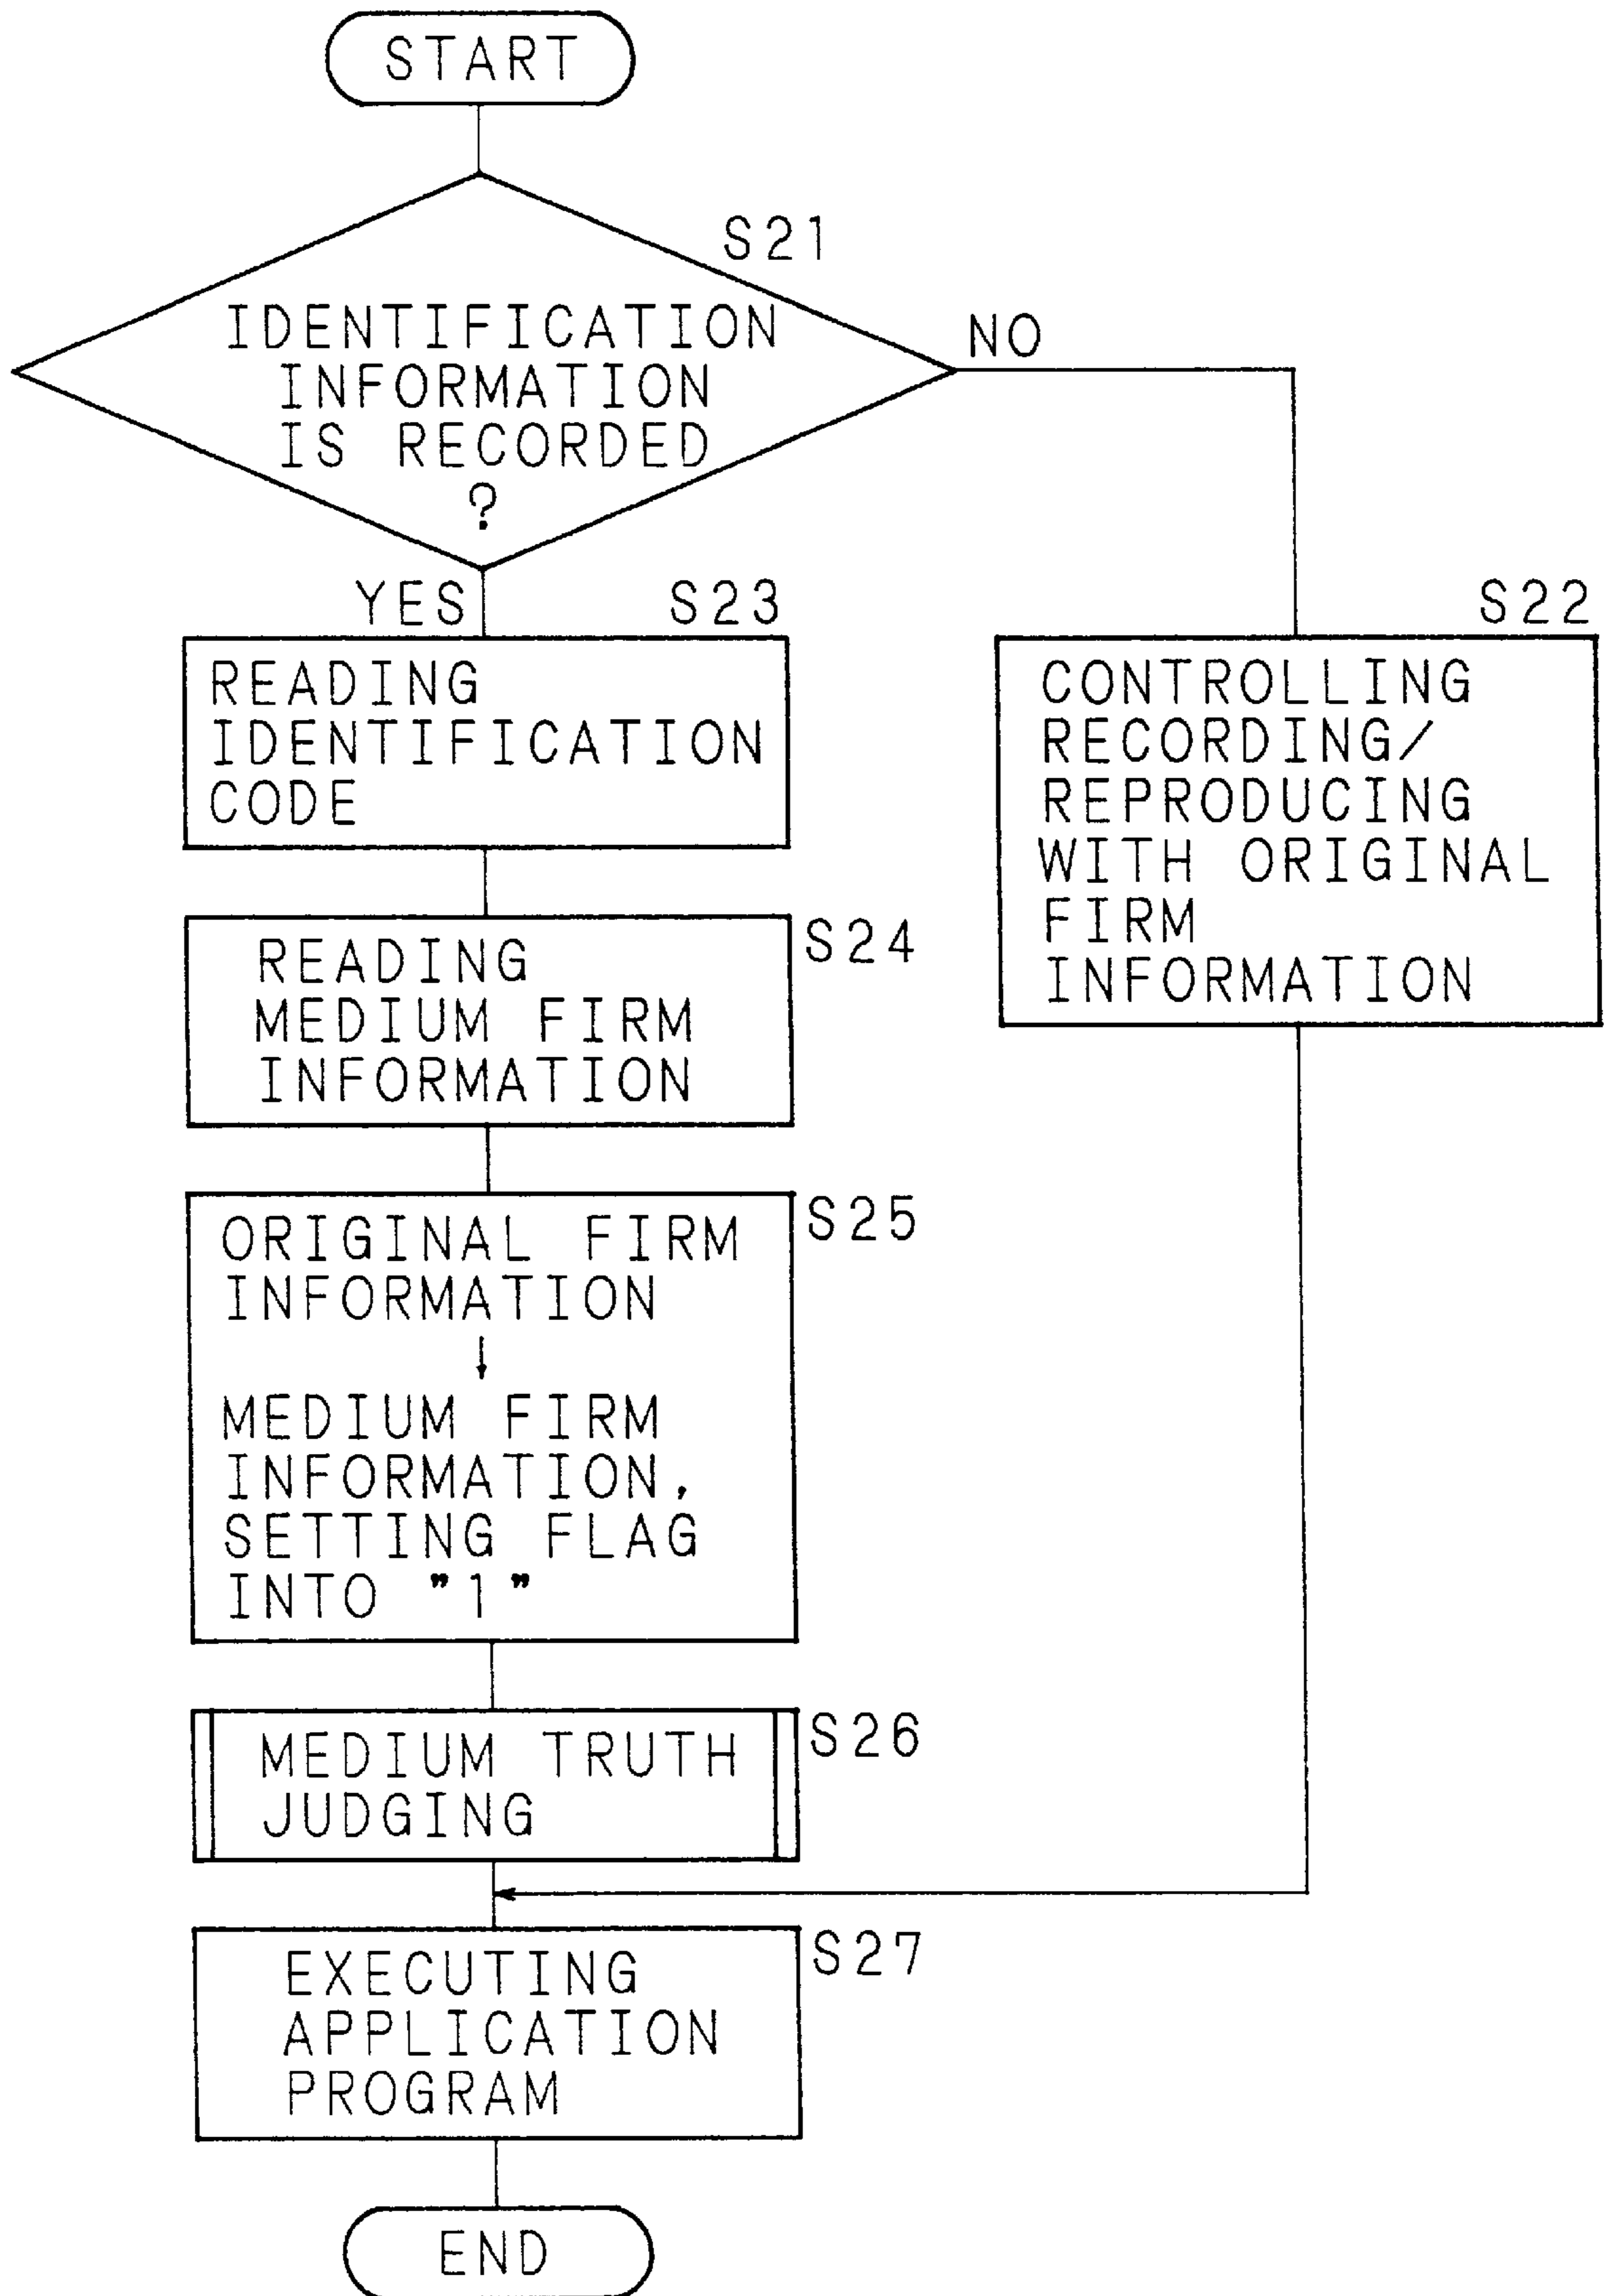 START
S21
IDENTIFICATION
INFORMATION
IS RECORDED
?
NO
YES
S23
READING
IDENTIFICATION
CODE
S22
CONTROLLING
RECORDING/
REPRODUCING
WITH ORIGINAL
FIRM
INFORMATION
S24
READING
MEDIUM FIRM
INFORMATION
S25
ORIGINAL FIRM
INFORMATION
↓
MEDIUM FIRM
INFORMATION,
SETTING FLAG
INTO "1"
S26
MEDIUM TRUTH
JUDGING
S27
EXECUTING
APPLICATION
PROGRAM
END